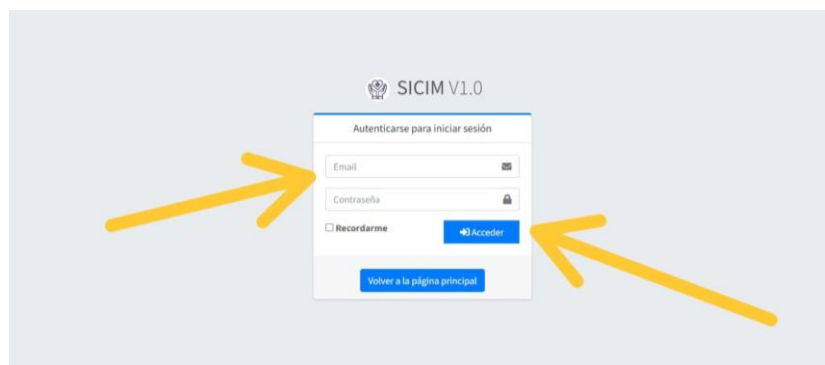 SICIM V1.0
Autenticarse para iniciar sesión
Email
Contraseña
Recordarme
Acceder
Volver a la página principal